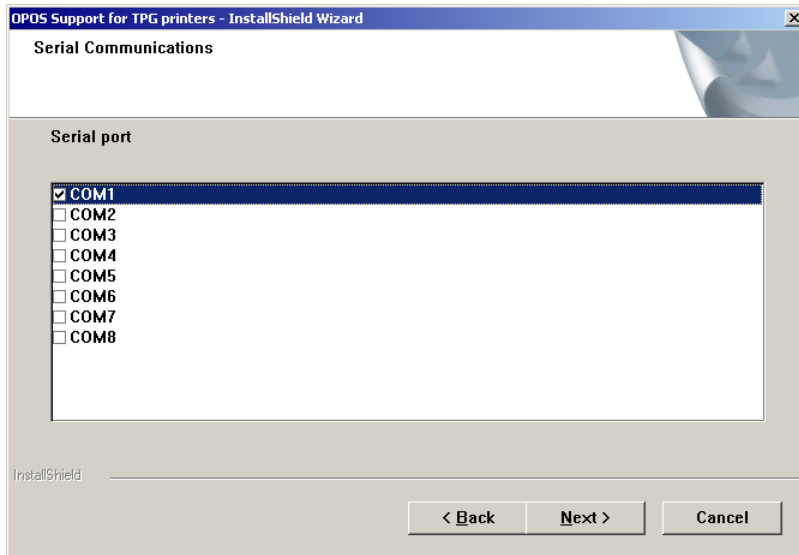 OPOS Support for TPG printers - InstallShield Wizard
Serial Communications
Serial port
COM1
COM2
COM3
COM4
COM5
COM6
COM7
COM8
InstallShield
< Back Next > Cancel